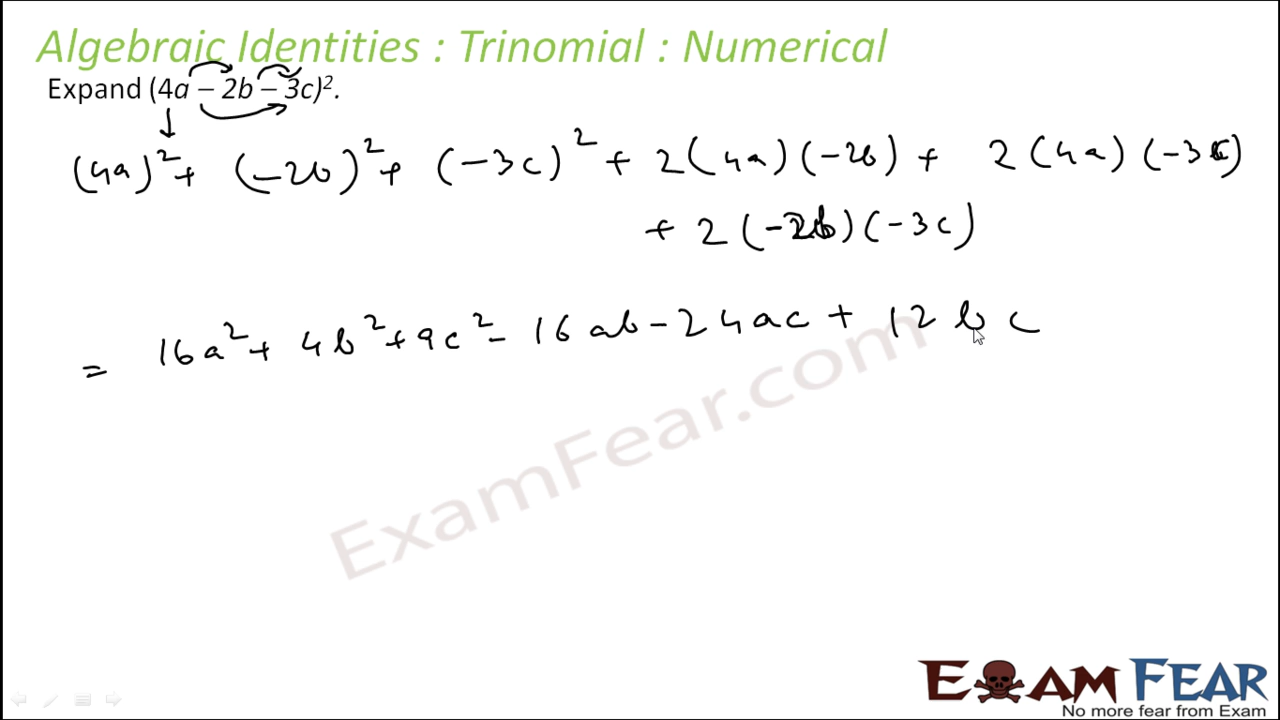 Algebraic Identities : Trinomial : Numerical
Expand (4a – 2b – 3c)².
(4a)² + (-2b)² + (-3c)² + 2(4a)(-2b) + 2(4a)(-3c)
+ 2(-2b)(-3c)
= 16a² + 4b² + 9c² - 16ab - 24ac + 12bc
ExamFear.com
EXAM FEAR
No more fear from Exam